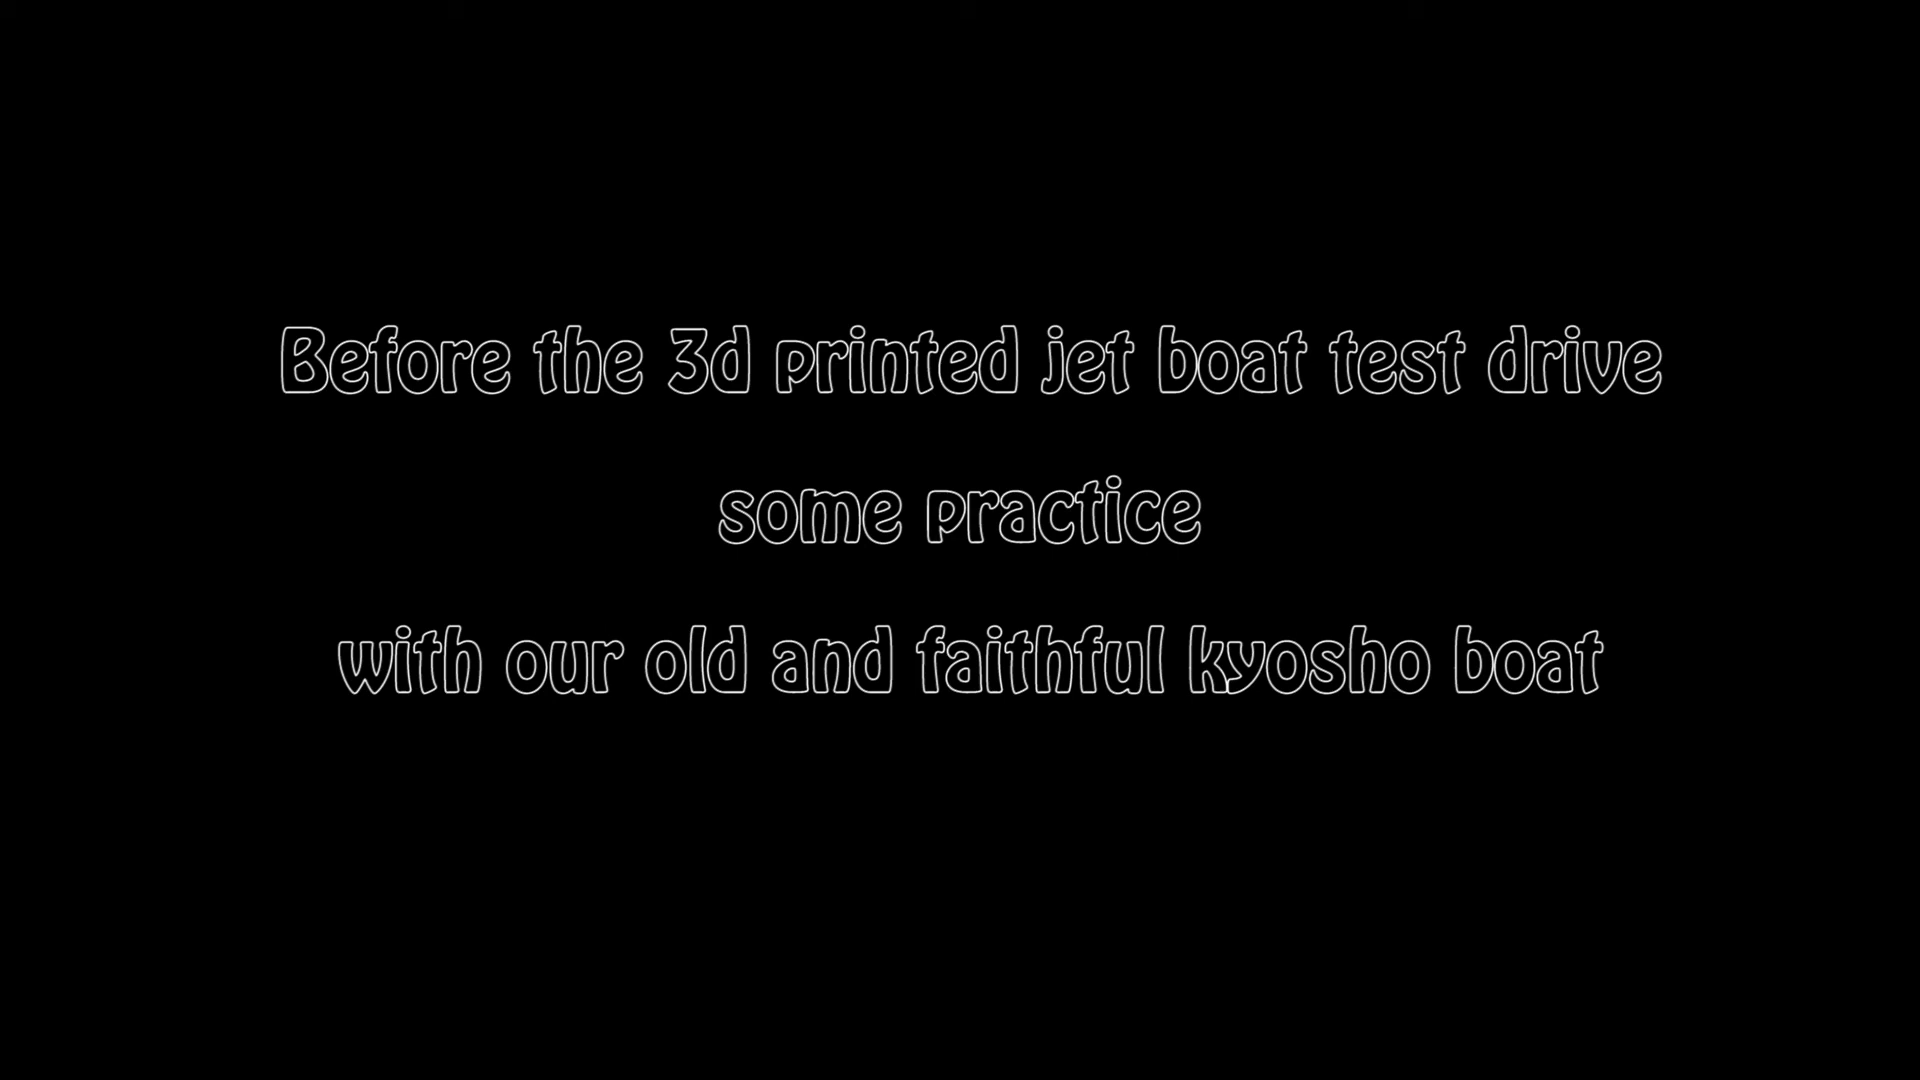 Before the 3d printed jet boat test drive
some practice
with our old and faithful kyosho boat